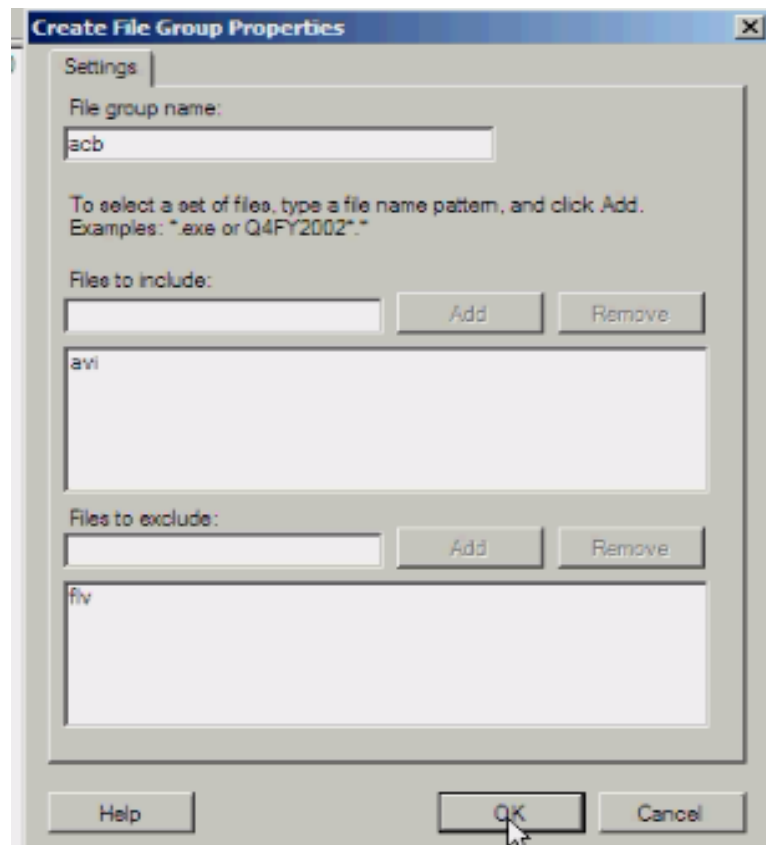 Create File Group Properties
Settings
File group name:
acb
To select a set of files, type a file name pattern, and click Add.
Examples: *.exe or Q4FY2002*.*
Files to include:
Add Remove
avi
Files to exclude:
Add Remove
flv
Help OK Cancel